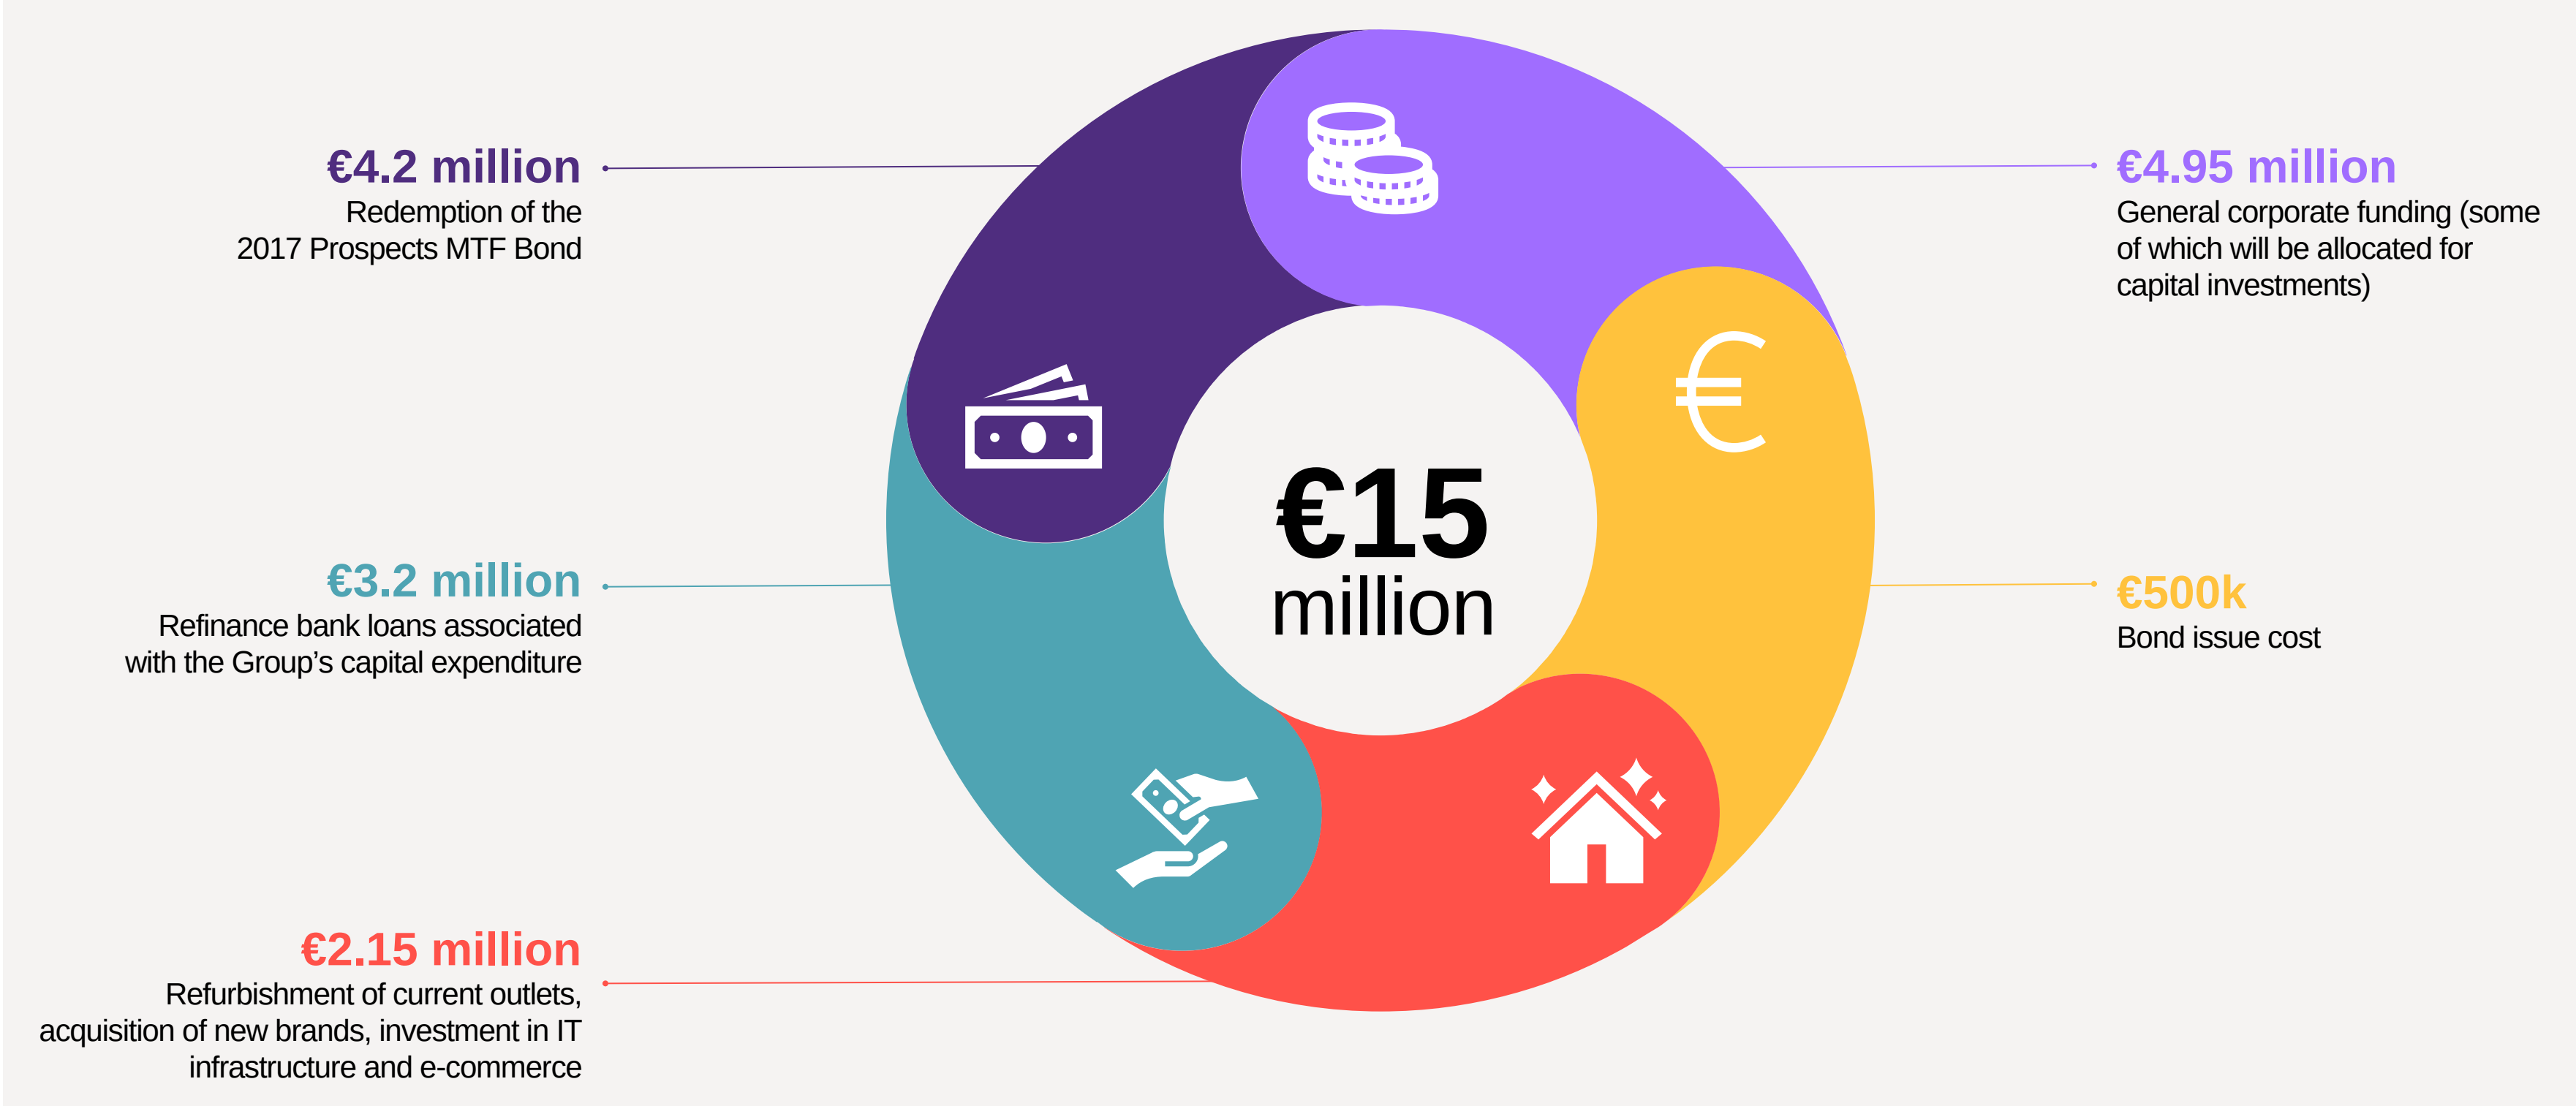 €4.2 million
Redemption of the
2017 Prospects MTF Bond
€3.2 million
Refinance bank loans associated
with the Group’s capital expenditure
€2.15 million
Refurbishment of current outlets,
acquisition of new brands, investment in IT
infrastructure and e-commerce
€
€15
million
€4.95 million
General corporate funding (some
of which will be allocated for
capital investments)
€500k
Bond issue cost